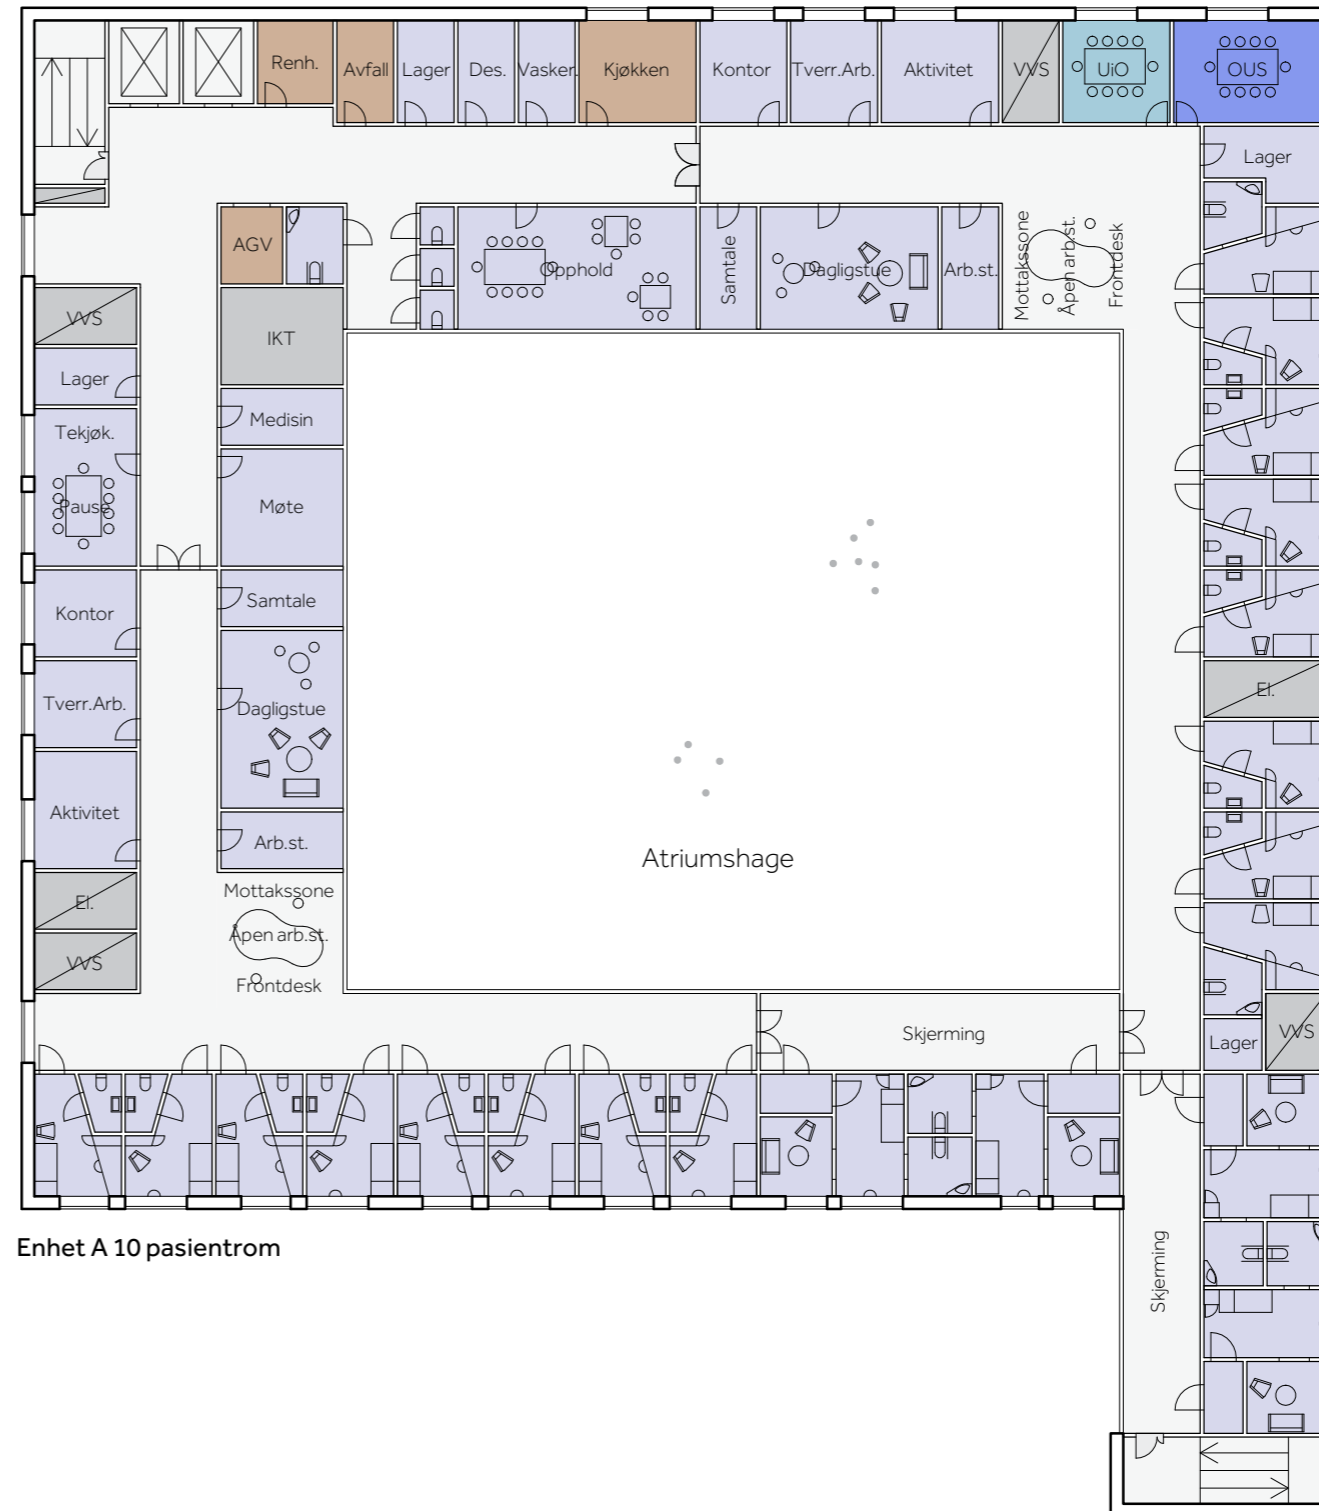 Renh.
Avfall
Lager
Des.
Vasker.
Kjøkken
Kontor
Tverr.Arb.
Aktivitet
VVS
UiO
OUS
Lager
AGV
Opphold
Samtale
Dagligstue
Arb.st.
Mottakssone
Åpen arb.st.
Frontdesk
VVS
IKT
Lager
Medisin
Tekjøk.
Pause
Møte
Kontor
Samtale
Tverr.Arb.
Dagligstue
El.
Aktivitet
Arb.st.
Atriumshage
El.
Mottakssone
Åpen arb.st.
Frontdesk
VVS
Skjerming
Lager
VVS
Skjerming
Enhet A 10 pasientrom